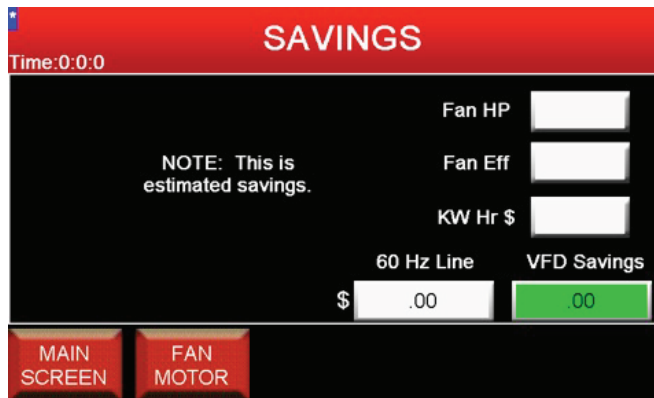 *
SAVINGS
Time:0:0:0
Fan HP
NOTE: This is
estimated savings.
Fan Eff
KW Hr $
60 Hz Line
VFD Savings
$ .00
.00
MAIN
SCREEN
FAN
MOTOR